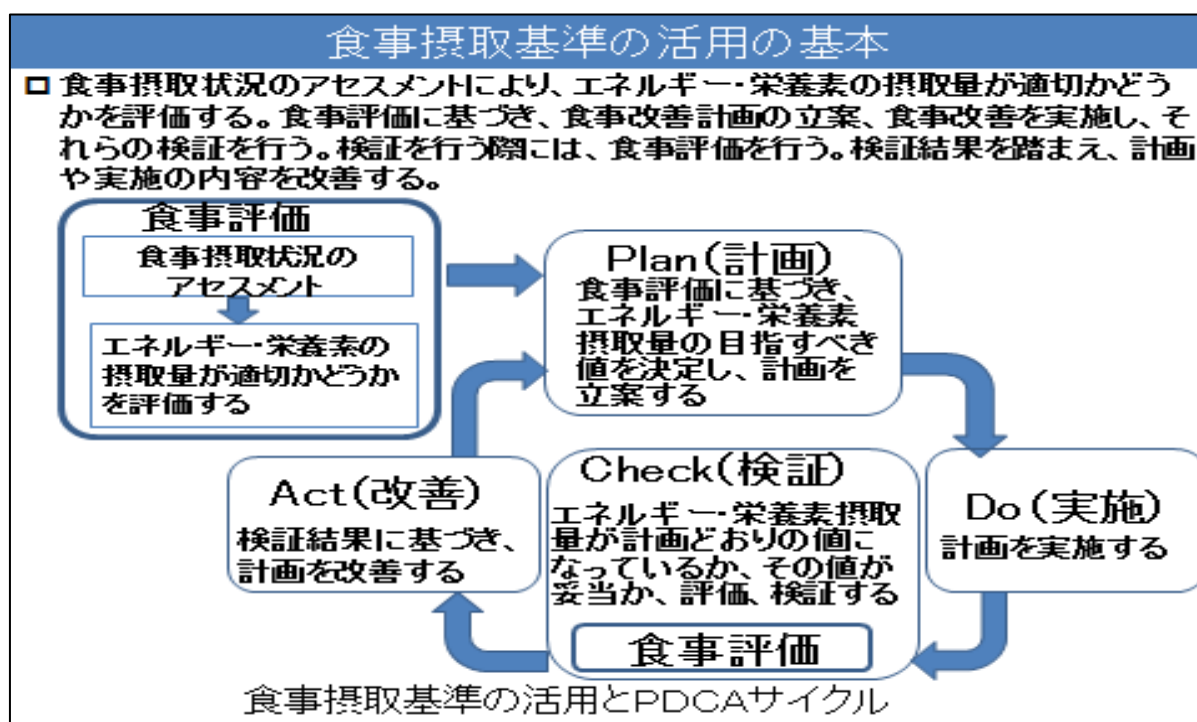 食事摂取基準の活用の基本
食事摂取状況のアセスメントにより、エネルギー・栄養素の摂取量が適切かどう
かを評価する。食事評価に基づき、食事改善計画の立案、食事改善を実施し、そ
れらの検証を行う。検証を行う際には、食事評価を行う。検証結果を踏まえ、計画
や実施の内容を改善する。
食事評価
食事摂取状況の
アセスメント
エネルギー・栄養素の
摂取量が適切かどうか
を評価する
Plan(計画)
食事評価に基づき、
エネルギー・栄養素
摂取量の目指すべき
値を決定し、計画を
立案する
Do(実施)
計画を実施する
Check(検証)
エネルギー・栄養素摂取
量が計画どおりの値に
なっているか、その値が
妥当か、評価、検証する
食事評価
Act(改善)
検証結果に基づき、
計画を改善する
食事摂取基準の活用とPDCAサイクル